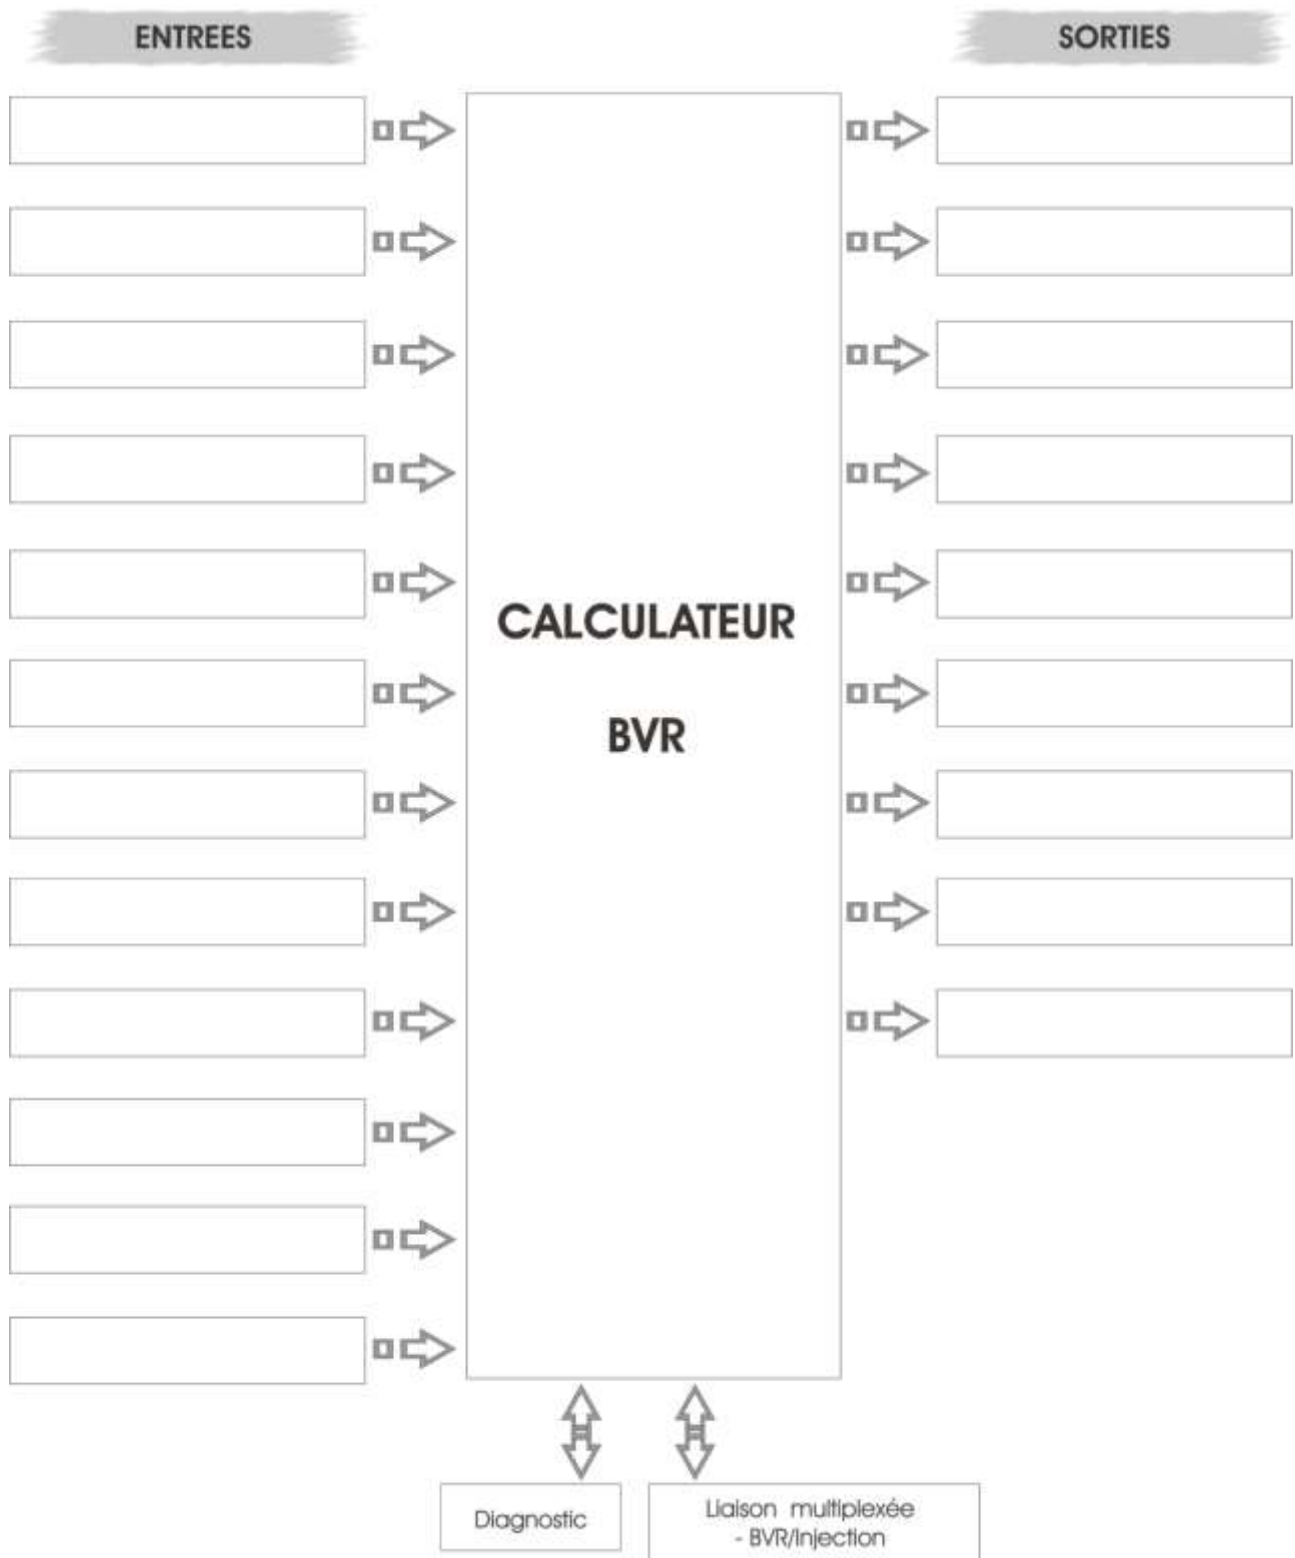 ENTREES
SORTIES
CALCULATEUR
BVR
Diagnostic
Liaison multiplexée
- BVR/Injection